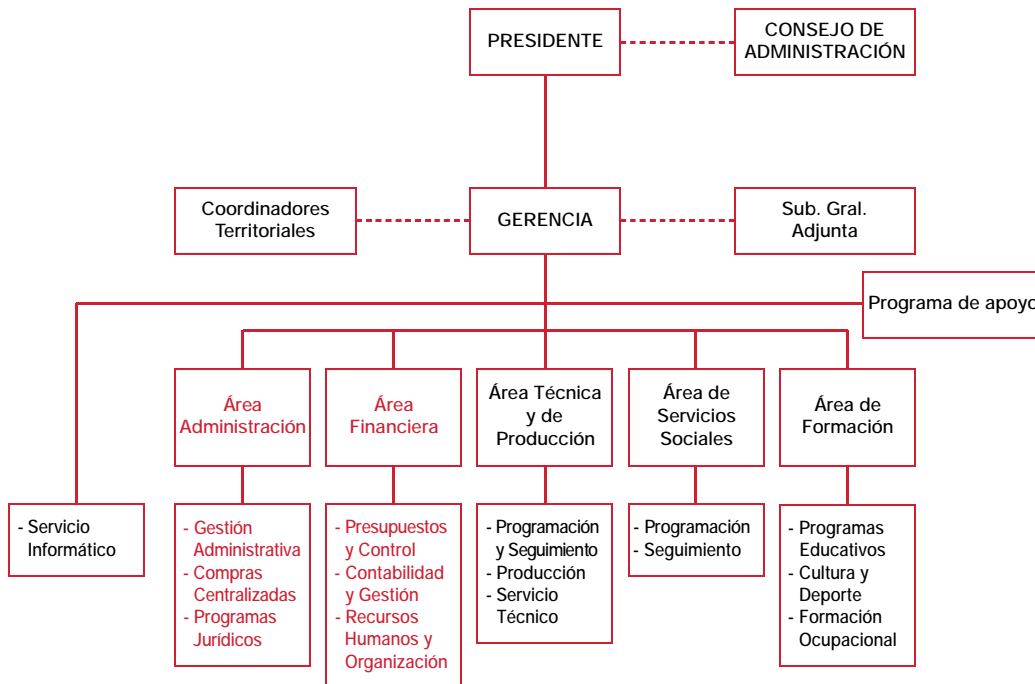 PRESIDENTE
CONSEJO DE
ADMINISTRACIÓN
Coordinadores
Territoriales
GERENCIA
Sub. Gral.
Adjunta
Programa de apoyo
Área
Administración
Área
Financiera
Área Técnica
y de
Producción
Área de
Servicios
Sociales
Área de
Formación
- Servicio
Informático
- Gestión
Administrativa
- Compras
Centralizadas
- Programas
Jurídicos
- Presupuestos
y Control
- Contabilidad
y Gestión
- Recursos
Humanos y
Organización
- Programación
y Seguimiento
- Producción
- Servicio
Técnico
- Programación
- Seguimiento
- Programas
Educativos
- Cultura y
Deporte
- Formación
Ocupacional